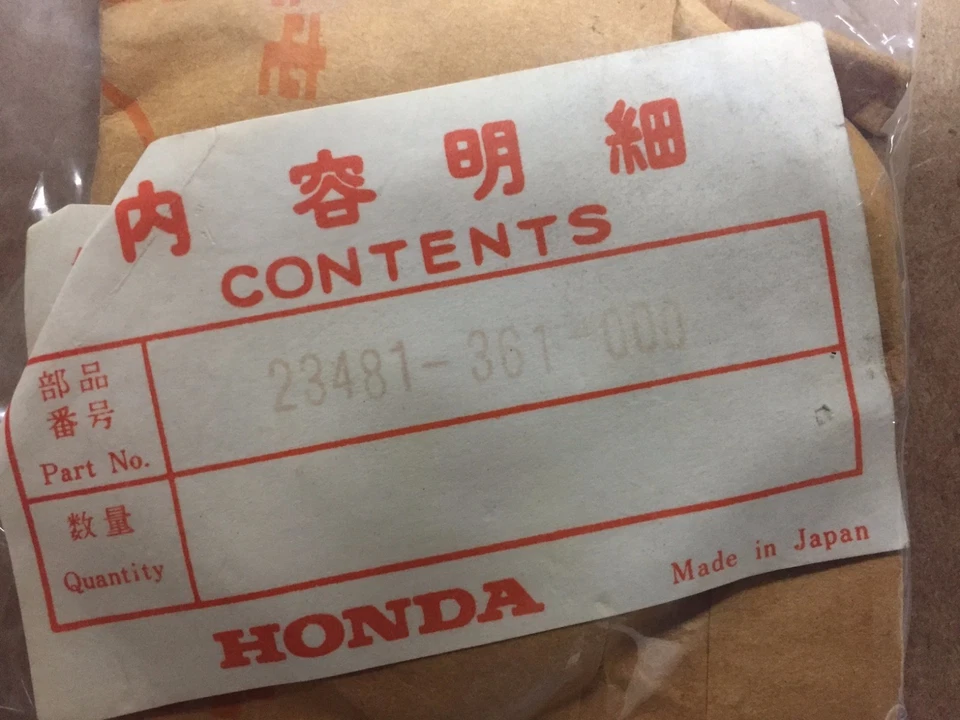 内容明細
CONTENTS
部品
番号
Part No.
23481-361-000
数量
Quantity
HONDA
Made in Japan